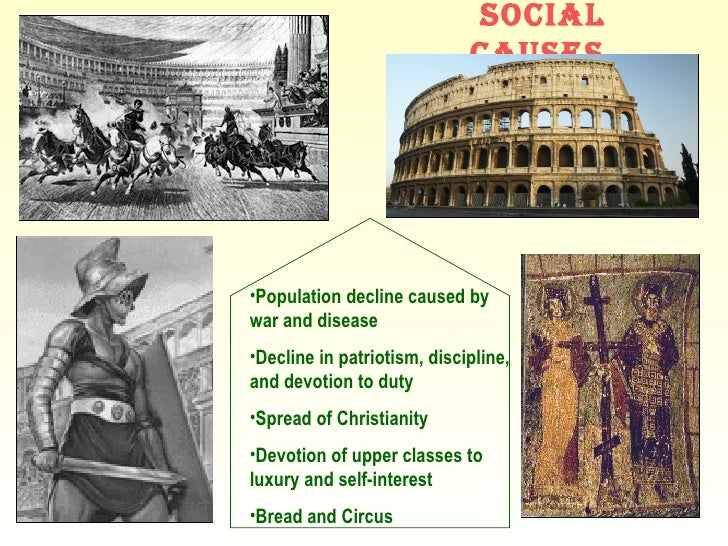 SOCIAL
CAUSES
•Population decline caused by
war and disease
•Decline in patriotism, discipline,
and devotion to duty
•Spread of Christianity
•Devotion of upper classes to
luxury and self-interest
•Bread and Circus